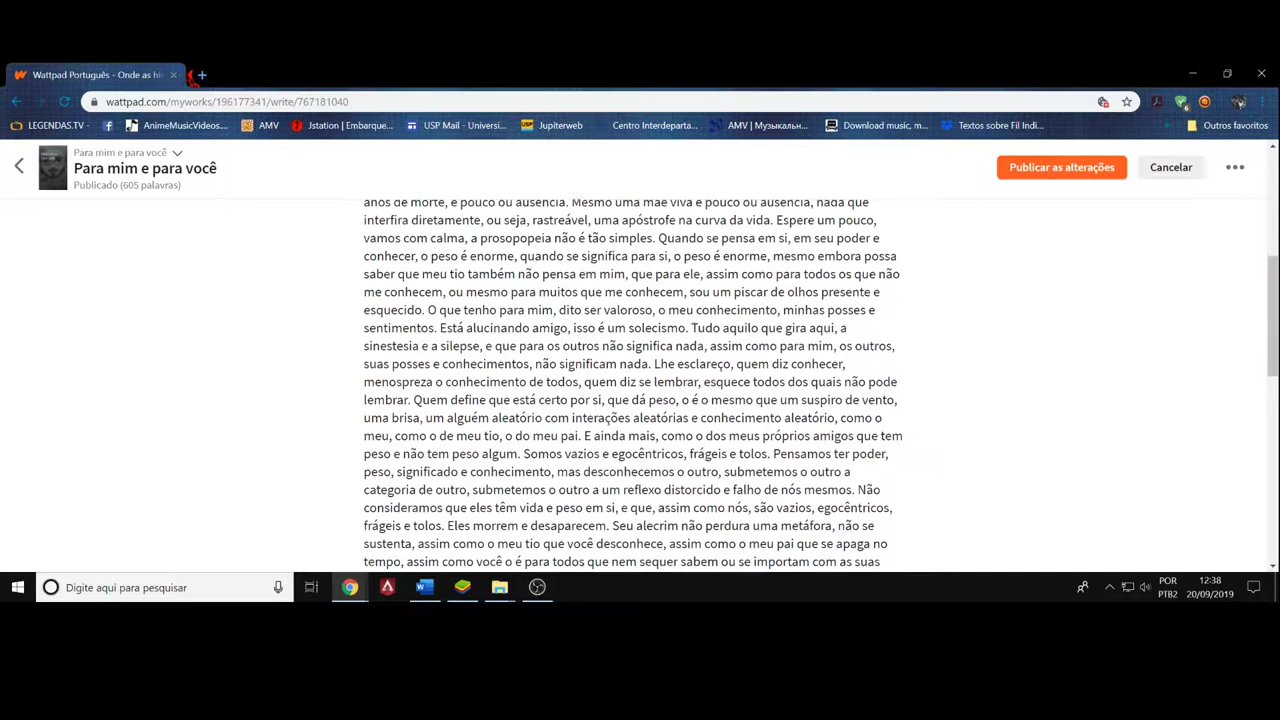 Wattpad Português - Onde as hi
wattpad.com/myworks/196177341/write/767181040
LEGENDAS.TV - AnimeMusicVideos... AMV Jstation | Embarque... USP Mail - Universi... Jupiterweb Centro Interdeparta... AMV | Музыкальн... Download music, m... Textos sobre Fil Indi... Outros favoritos
Para mim e para você
Para mim e para você
Publicado (605 palavras)
Publicar as alterações
Cancelar
anos de morte, é pouco ou ausência. Mesmo uma mãe viva é pouco ou ausência, nada que
interfira diretamente, ou seja, rastreável, uma apóstrofe na curva da vida. Espere um pouco,
vamos com calma, a prosopopeia não é tão simples. Quando se pensa em si, em seu poder e
conhecer, o peso é enorme, quando se significa para si, o peso é enorme, mesmo embora possa
saber que meu tio também não pensa em mim, que para ele, assim como para todos os que não
me conhecem, ou mesmo para muitos que me conhecem, sou um piscar de olhos presente e
esquecido. O que tenho para mim, dito ser valoroso, o meu conhecimento, minhas posses e
sentimentos. Está alucinando amigo, isso é um solecismo. Tudo aquilo que gira aqui, a
sinestesia e a silepse, e que para os outros não significa nada, assim como para mim, os outros,
suas posses e conhecimentos, não significam nada. Lhe esclareço, quem diz conhecer,
menospreza o conhecimento de todos, quem diz se lembrar, esquece todos dos quais não pode
lembrar. Quem define que está certo por si, que dá peso, o é o mesmo que um suspiro de vento,
uma brisa, um alguém aleatório com interações aleatórias e conhecimento aleatório, como o
meu, como o de meu tio, o do meu pai. E ainda mais, como o dos meus próprios amigos que tem
peso e não tem peso algum. Somos vazios e egocêntricos, frágeis e tolos. Pensamos ter poder,
peso, significado e conhecimento, mas desconhecemos o outro, submetemos o outro a
categoria de outro, submetemos o outro a um reflexo distorcido e falho de nós mesmos. Não
consideramos que eles têm vida e peso em si, e que, assim como nós, são vazios, egocêntricos,
frágeis e tolos. Eles morrem e desaparecem. Seu alecrim não perdura uma metáfora, não se
sustenta, assim como o meu tio que você desconhece, assim como o meu pai que se apaga no
tempo, assim como você o é para todos que nem sequer sabem ou se importam com as suas
Digite aqui para pesquisar
POR
PTB2
12:38
20/09/2019